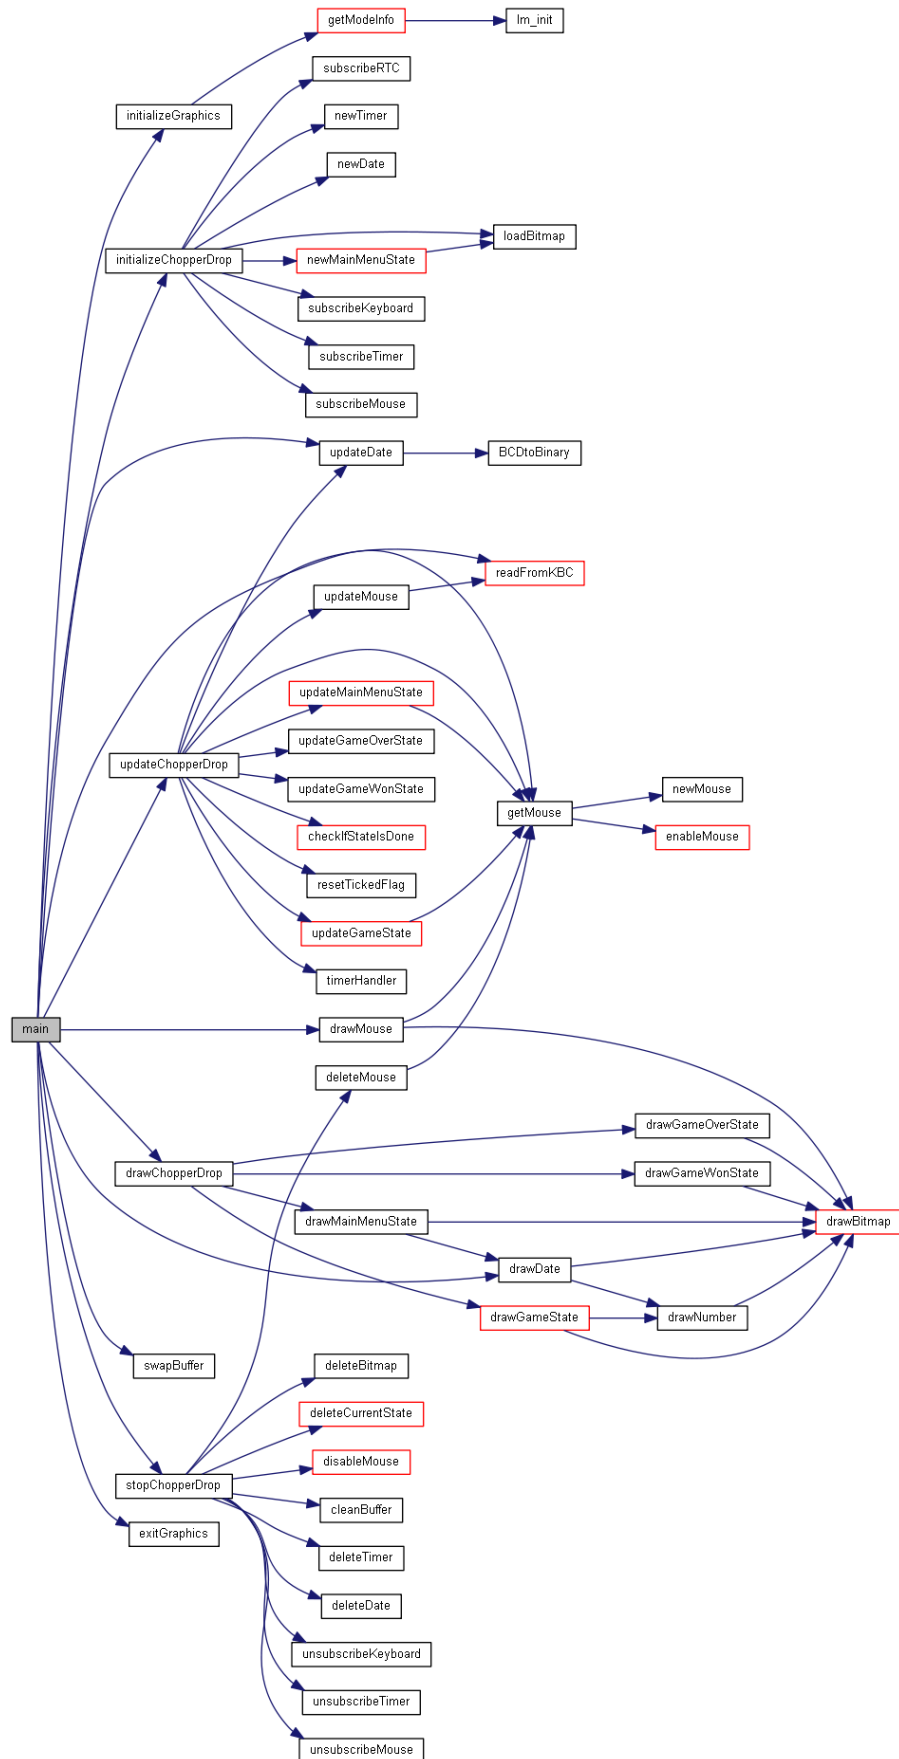 getModeInfo
lm_init
subscribeRTC
initializeGraphics
newTimer
newDate
loadBitmap
initializeChopperDrop
newMainMenuState
subscribeKeyboard
subscribeTimer
subscribeMouse
updateDate
BCDtoBinary
readFromKBC
updateMouse
updateMainMenuState
updateGameOverState
updateChopperDrop
updateGameWonState
newMouse
getMouse
checkIfStateIsDone
enableMouse
resetTickedFlag
updateGameState
timerHandler
main
drawMouse
deleteMouse
drawGameOverState
drawChopperDrop
drawGameWonState
drawMainMenuState
drawBitmap
drawDate
drawGameState
drawNumber
swapBuffer
deleteBitmap
deleteCurrentState
disableMouse
stopChopperDrop
cleanBuffer
exitGraphics
deleteTimer
deleteDate
unsubscribeKeyboard
unsubscribeTimer
unsubscribeMouse